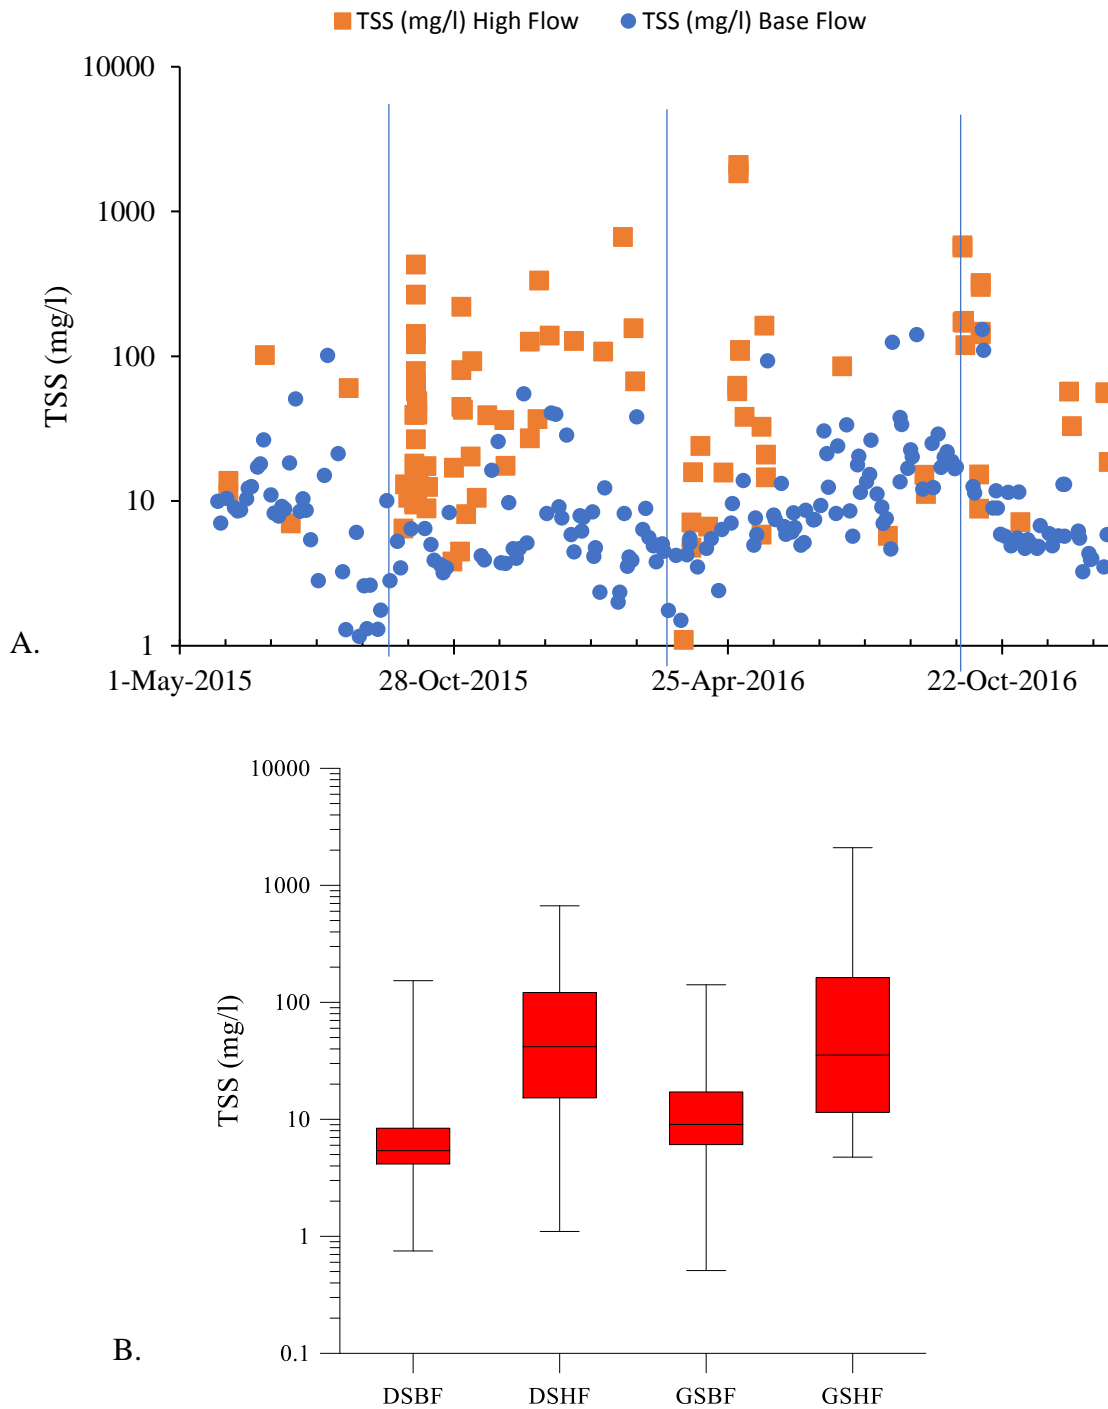 TSS (mg/l) High Flow TSS (mg/l) Base Flow
10000
1000
100
10
1
TSS (mg/l)
A.
1-May-2015 28-Oct-2015 25-Apr-2016 22-Oct-2016
10000
1000
100
10
1
0.1
TSS (mg/l)
B.
DSBF DSHF GSBF GSHF